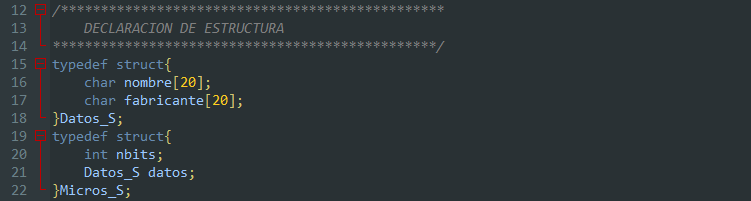 12 /************************************************
13     DECLARACION DE ESTRUCTURA
14 ************************************************/
15 typedef struct{
16     char nombre[20];
17     char fabricante[20];
18 }Datos_S;
19 typedef struct{
20     int nbits;
21     Datos_S datos;
22 }Micros_S;